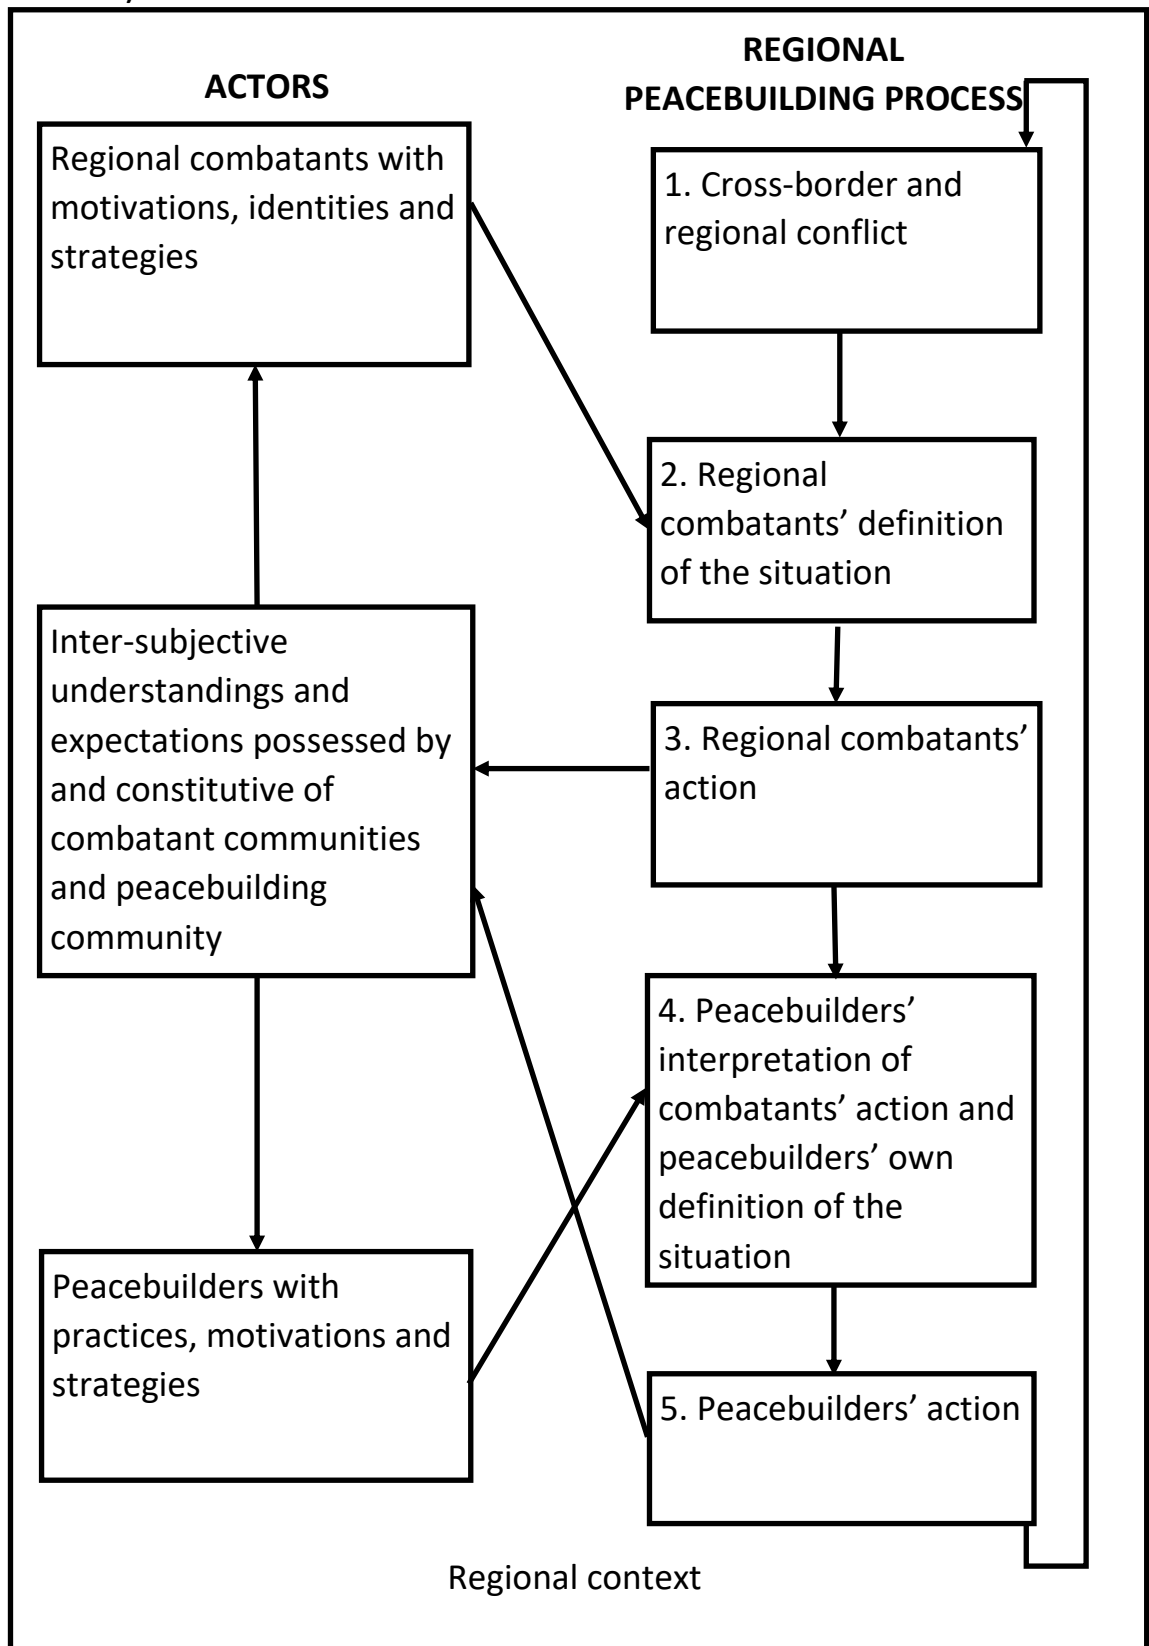 ACTORS
REGIONAL
PEACEBUILDING PROCESS
Regional combatants with
motivations, identities and
strategies
Inter-subjective
understandings and
expectations possessed by
and constitutive of
combatant communities
and peacebuilding
community
Peacebuilders with
practices, motivations and
strategies
1. Cross-border and
regional conflict
2. Regional
combatants’ definition
of the situation
3. Regional combatants’
action
4. Peacebuilders’
interpretation of
combatants’ action and
peacebuilders’ own
definition of the
situation
5. Peacebuilders’ action
Regional context